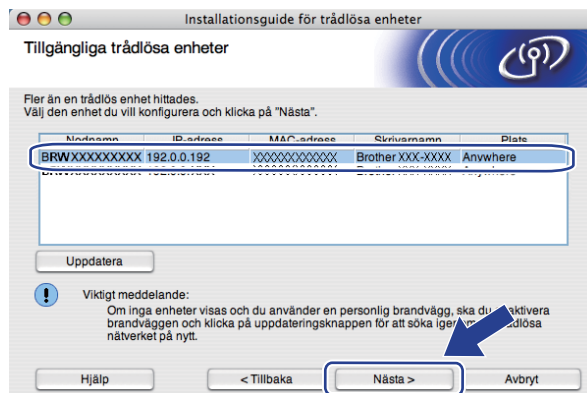 Installationsguide för trådlösa enheter
Tillgängliga trådlösa enheter
Fler än en trådlös enhet hittades.
Välj den enhet du vill konfigurera och klicka på "Nästa".
Nodnamn IP-adress MAC-adress Skrivarnamn Plats
BRWXXXXXXXXX 192.0.0.192 XXXXXXXXXXXX Brother XXX-XXXX Anywhere
Uppdatera
Viktigt meddelande:
Om inga enheter visas och du använder en personlig brandvägg, ska du
brandväggen och klicka på uppdateringsknappen för att söka
nätverket på nytt.
Hjälp < Tillbaka Nästa > Avbryt